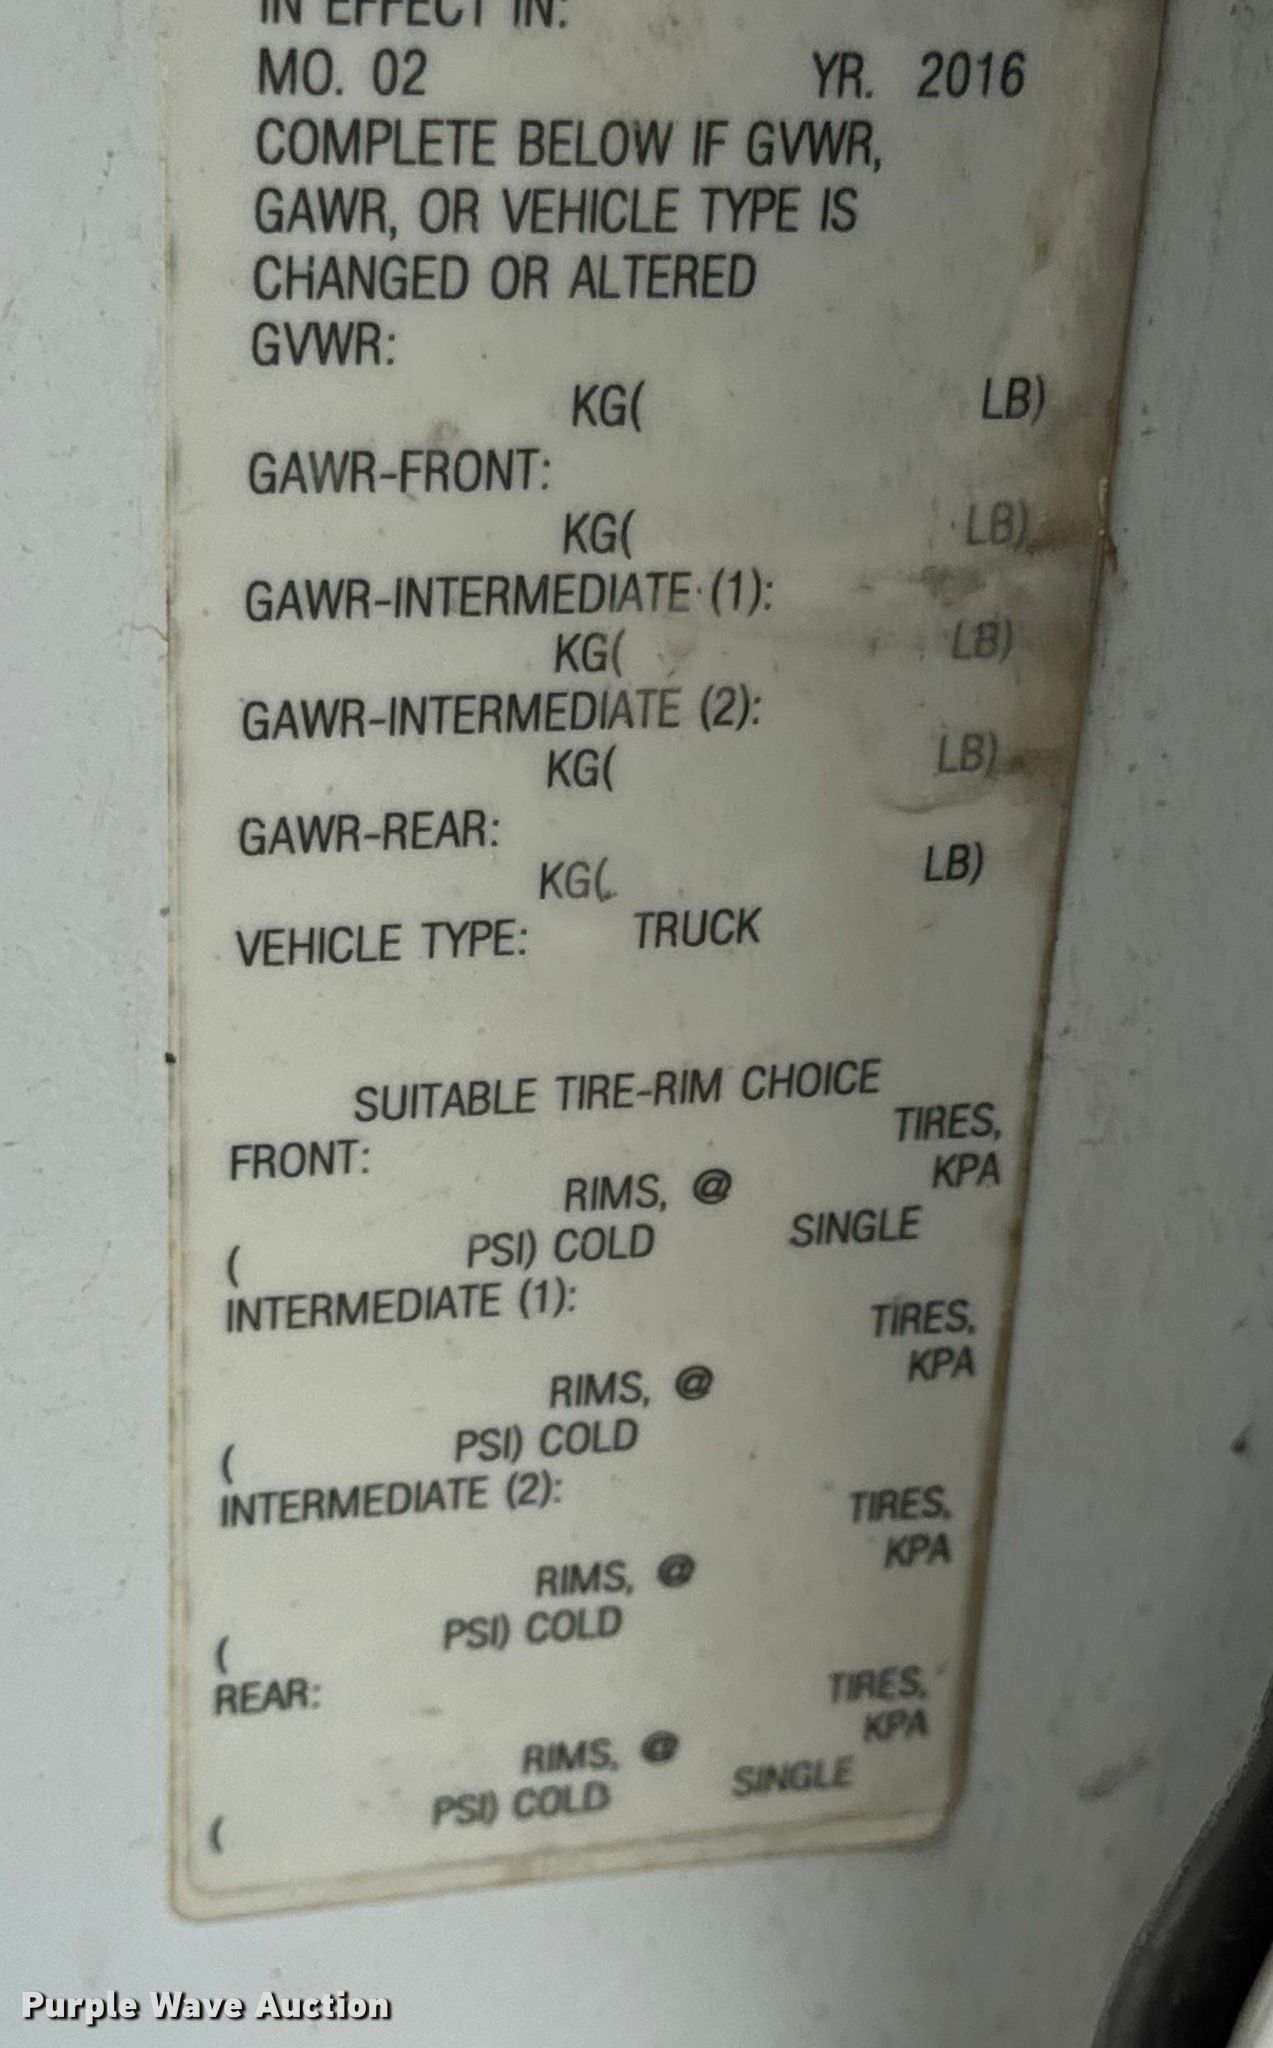 IN EFFECT IN:
MO. 02 YR. 2016
COMPLETE BELOW IF GVWR,
GAWR, OR VEHICLE TYPE IS
CHANGED OR ALTERED
GVWR:
KG( LB)
GAWR-FRONT:
KG( LB)
GAWR-INTERMEDIATE (1):
KG( LB)
GAWR-INTERMEDIATE (2):
KG( LB)
GAWR-REAR:
KG( LB)
VEHICLE TYPE: TRUCK
SUITABLE TIRE-RIM CHOICE
FRONT: TIRES,
RIMS, @ KPA
( PSI) COLD SINGLE
INTERMEDIATE (1): TIRES,
RIMS, @ KPA
( PSI) COLD
INTERMEDIATE (2): TIRES,
RIMS, @ KPA
( PSI) COLD
REAR: TIRES,
RIMS, @ KPA
( PSI) COLD SINGLE
Purple Wave Auction